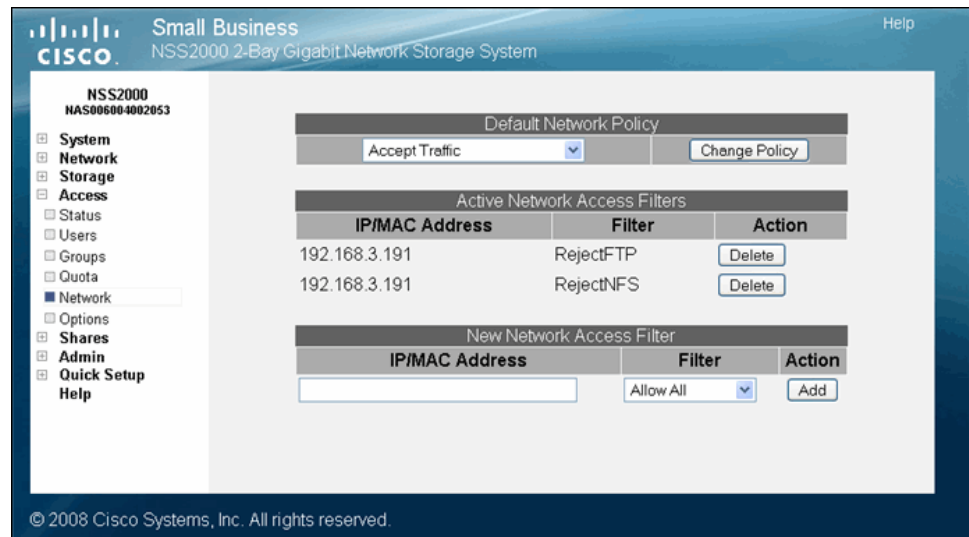 Small Business
Help
CISCO.
NSS2000 2-Bay Gigabit Network Storage System
NSS2000
NAS006004002053
System
Network
Storage
Access
Status
Users
Groups
Quota
Network
Options
Shares
Admin
Quick Setup
Help
Default Network Policy
Accept Traffic Change Policy
Active Network Access Filters
IP/MAC Address Filter Action
192.168.3.191 RejectFTP Delete
192.168.3.191 RejectNFS Delete
New Network Access Filter
IP/MAC Address Filter Action
Allow All Add
© 2008 Cisco Systems, Inc. All rights reserved.